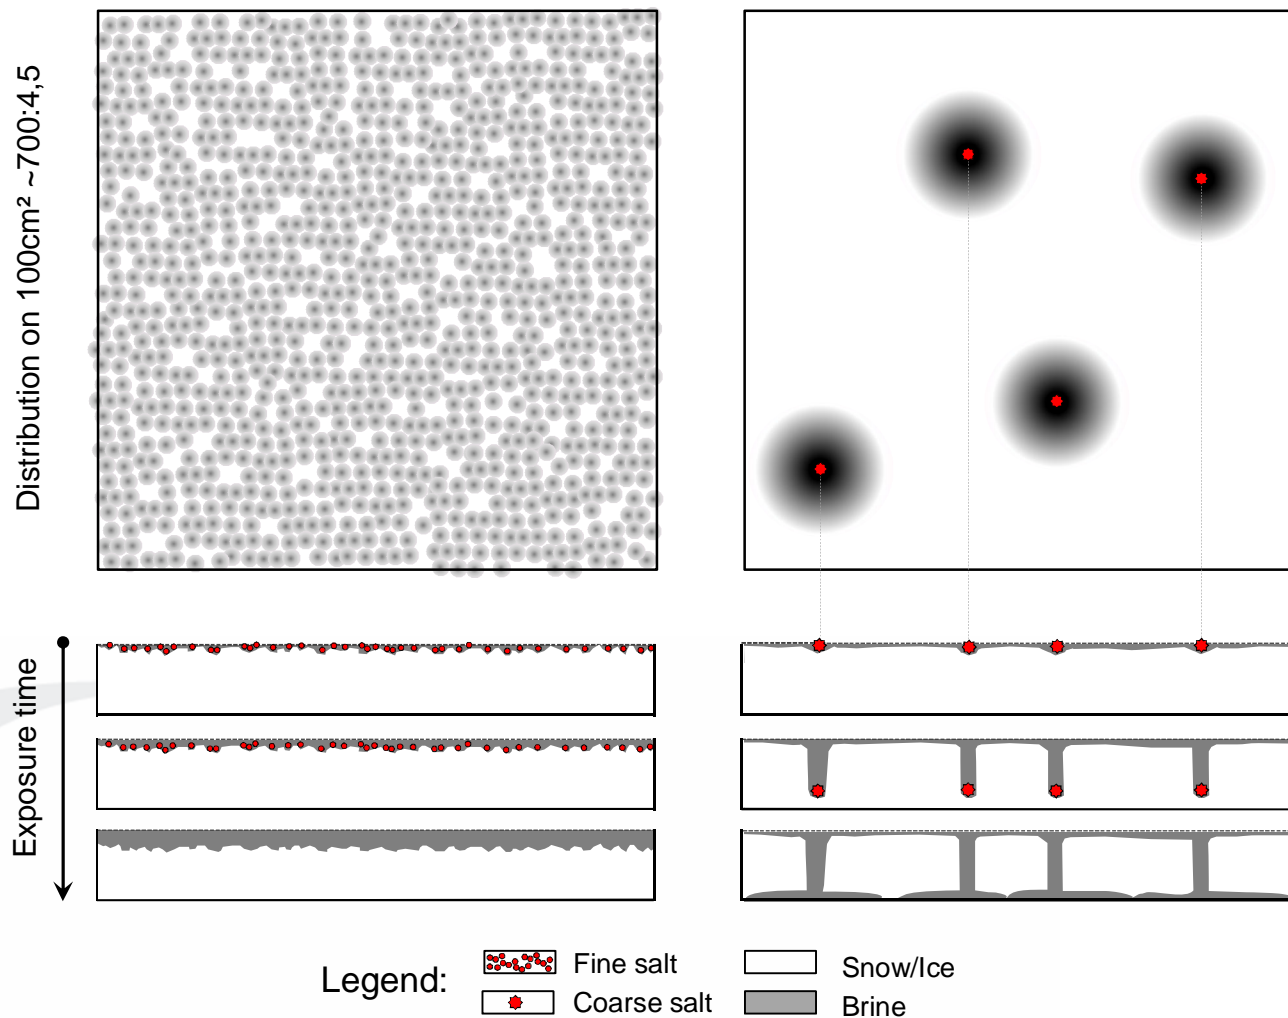 Distribution on 100cm² ~700:4,5
Exposure time
Legend:
Fine salt
Snow/Ice
Coarse salt
Brine